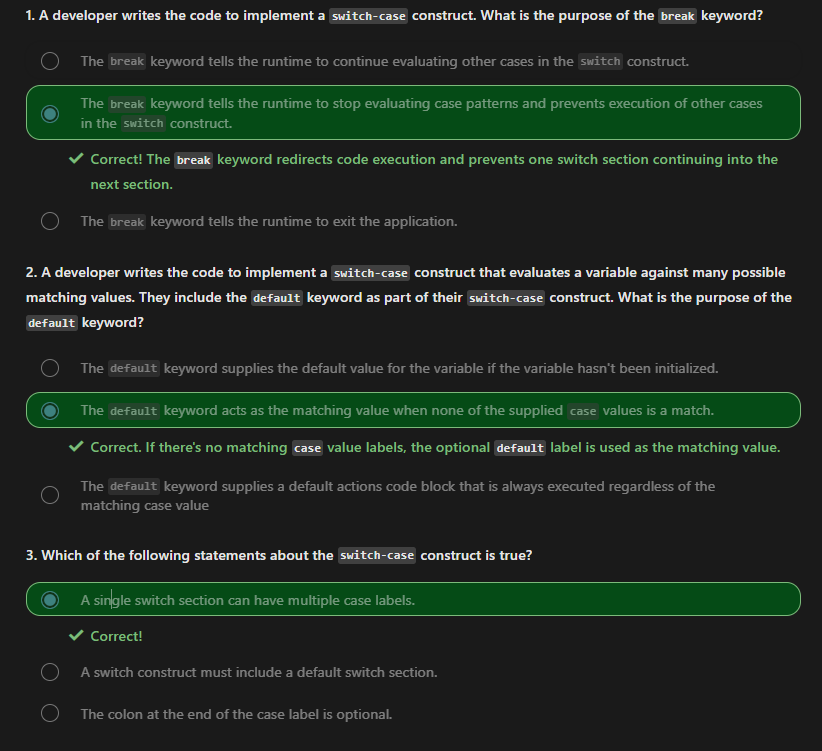 1. A developer writes the code to implement a switch-case construct. What is the purpose of the break keyword?
The break keyword tells the runtime to continue evaluating other cases in the switch construct.
The break keyword tells the runtime to stop evaluating case patterns and prevents execution of other cases
in the switch construct.
Correct! The break keyword redirects code execution and prevents one switch section continuing into the
next section.
The break keyword tells the runtime to exit the application.
2. A developer writes the code to implement a switch-case construct that evaluates a variable against many possible
matching values. They include the default keyword as part of their switch-case construct. What is the purpose of the
default keyword?
The default keyword supplies the default value for the variable if the variable hasn't been initialized.
The default keyword acts as the matching value when none of the supplied case values is a match.
Correct. If there's no matching case value labels, the optional default label is used as the matching value.
The default keyword supplies a default actions code block that is always executed regardless of the
matching case value
3. Which of the following statements about the switch-case construct is true?
A single switch section can have multiple case labels.
Correct!
A switch construct must include a default switch section.
The colon at the end of the case label is optional.